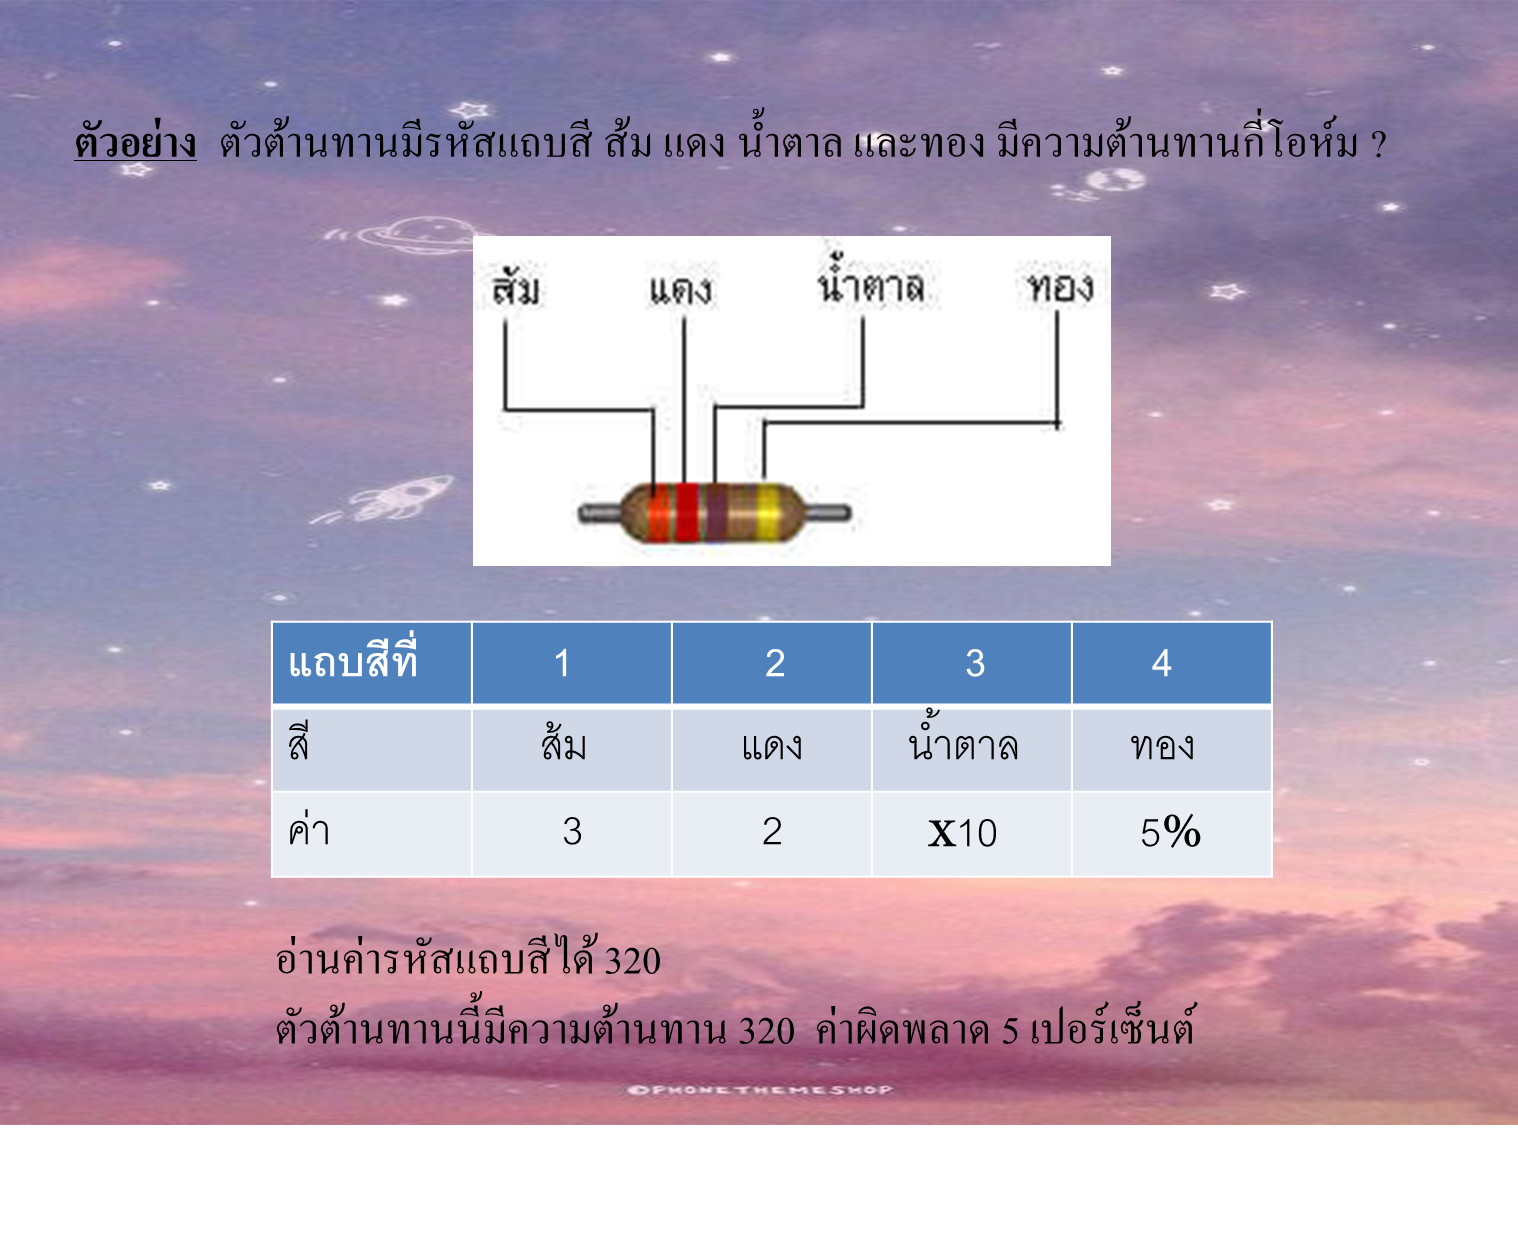 ตัวอย่าง ตัวต้านทานมีรหัสแถบสี ส้ม แดง น้ำตาล และทอง มีความต้านทานกี่โอห์ม ?
ส้ม แดง น้ำตาล ทอง
แถบสีที่ 1 2 3 4
สี ส้ม แดง น้ำตาล ทอง
ค่า 3 2 X10 5%
อ่านค่ารหัสแถบสีได้ 320
ตัวต้านทานนี้มีความต้านทาน 320 ค่าผิดพลาด 5 เปอร์เซ็นต์
©PHONETHEMESHOP